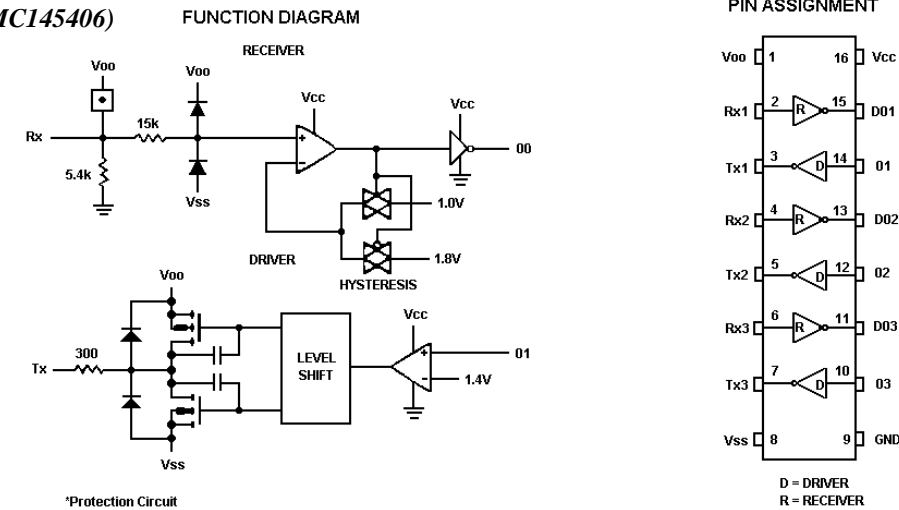 MC145406)
FUNCTION DIAGRAM
RECEIVER
Voo
Voo
Vcc
Vcc
Rx
15k
5.4k
Vss
00
1.0V
1.8V
HYSTERESIS
DRIVER
Voo
Vcc
Tx
300
LEVEL
SHIFT
01
1.4V
Vss
*Protection Circuit
PIN ASSIGNMENT
Voo 1 16 Vcc
Rx1 2 R 15 D01
Tx1 3 D 14 01
Rx2 4 R 13 D02
Tx2 5 D 12 02
Rx3 6 R 11 D03
Tx3 7 D 10 03
Vss 8 9 GND
D = DRIVER
R = RECEIVER